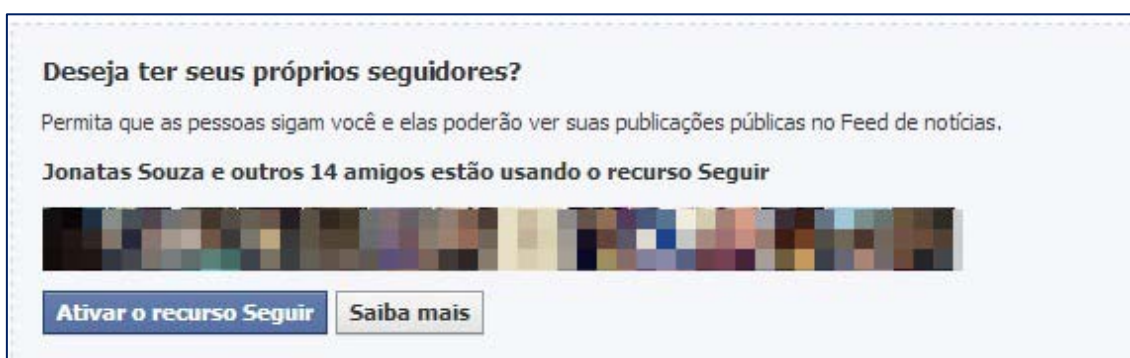 Deseja ter seus próprios seguidores?
Permita que as pessoas sigam você e elas poderão ver suas publicações públicas no Feed de notícias.
Jonatas Souza e outros 14 amigos estão usando o recurso Seguir
Ativar o recurso Seguir Saiba mais